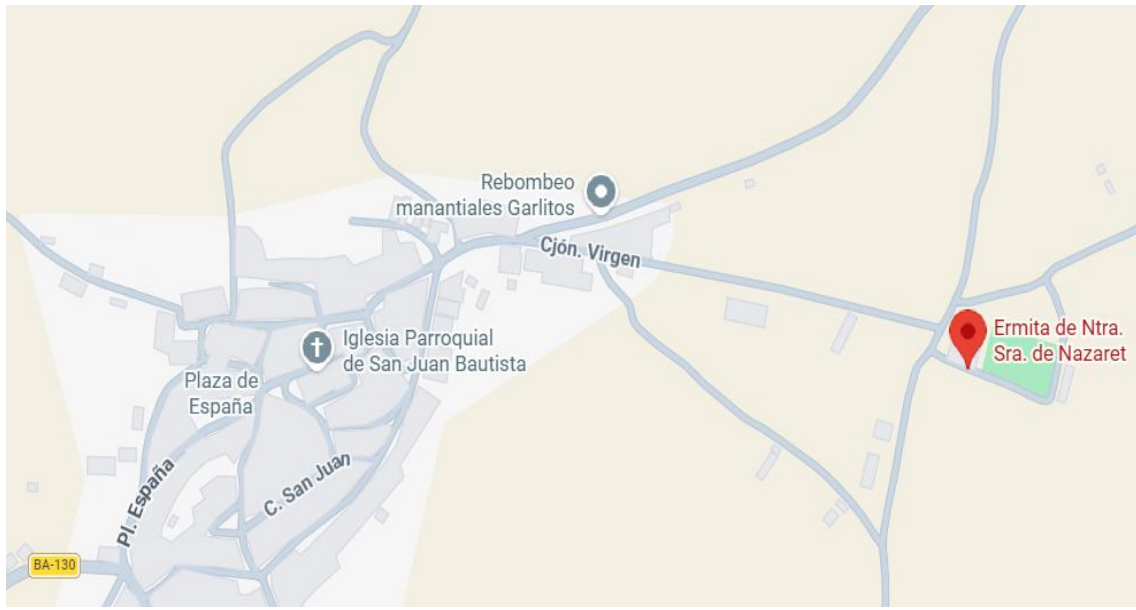 Rebombeo
manantiales Garlitos
Cjón. Virgen
Ermita de Ntra.
Sra. de Nazaret
Iglesia Parroquial
de San Juan Bautista
Plaza de
España
C. San Juan
Pl. España
BA-130